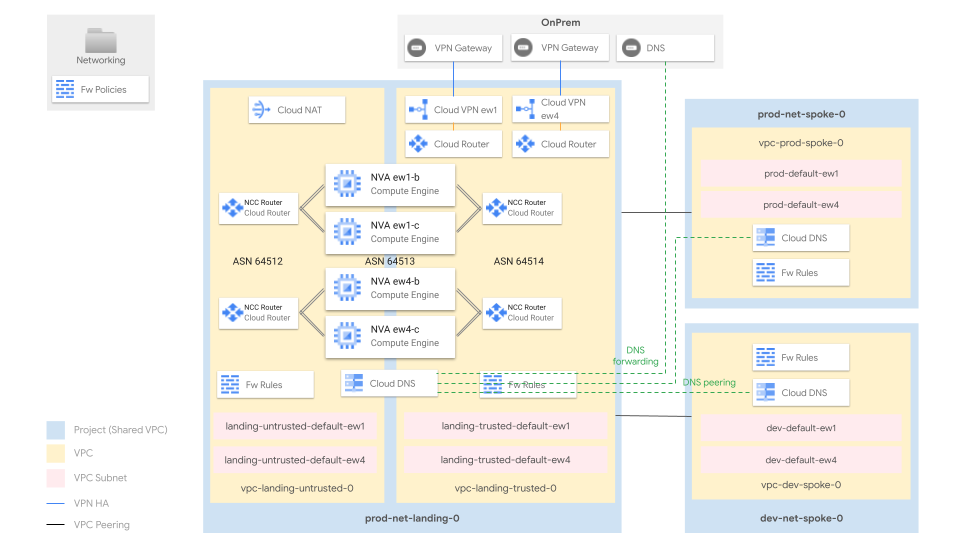 OnPrem
VPN Gateway
VPN Gateway
DNS
Networking
Fw Policies
Cloud NAT
Cloud VPN ew1
Cloud VPN
ew4
Cloud Router
Cloud Router
NVA ew1-b
Compute Engine
NCC Router
Cloud Router
NCC Router
Cloud Router
NVA ew1-c
Compute Engine
ASN 64512
ASN 64513
ASN 64514
NVA ew4-b
Compute Engine
NCC Router
Cloud Router
NCC Router
Cloud Router
NVA ew4-c
Compute Engine
Fw Rules
Cloud DNS
Fw Rules
landing-untrusted-default-ew1
landing-trusted-default-ew1
landing-untrusted-default-ew4
landing-trusted-default-ew4
vpc-landing-untrusted-0
vpc-landing-trusted-0
prod-net-landing-0
DNS
forwarding
DNS peering
prod-net-spoke-0
vpc-prod-spoke-0
prod-default-ew1
prod-default-ew4
Cloud DNS
Fw Rules
Fw Rules
Cloud DNS
dev-default-ew1
dev-default-ew4
vpc-dev-spoke-0
dev-net-spoke-0
Project (Shared VPC)
VPC
VPC Subnet
VPN HA
VPC Peering